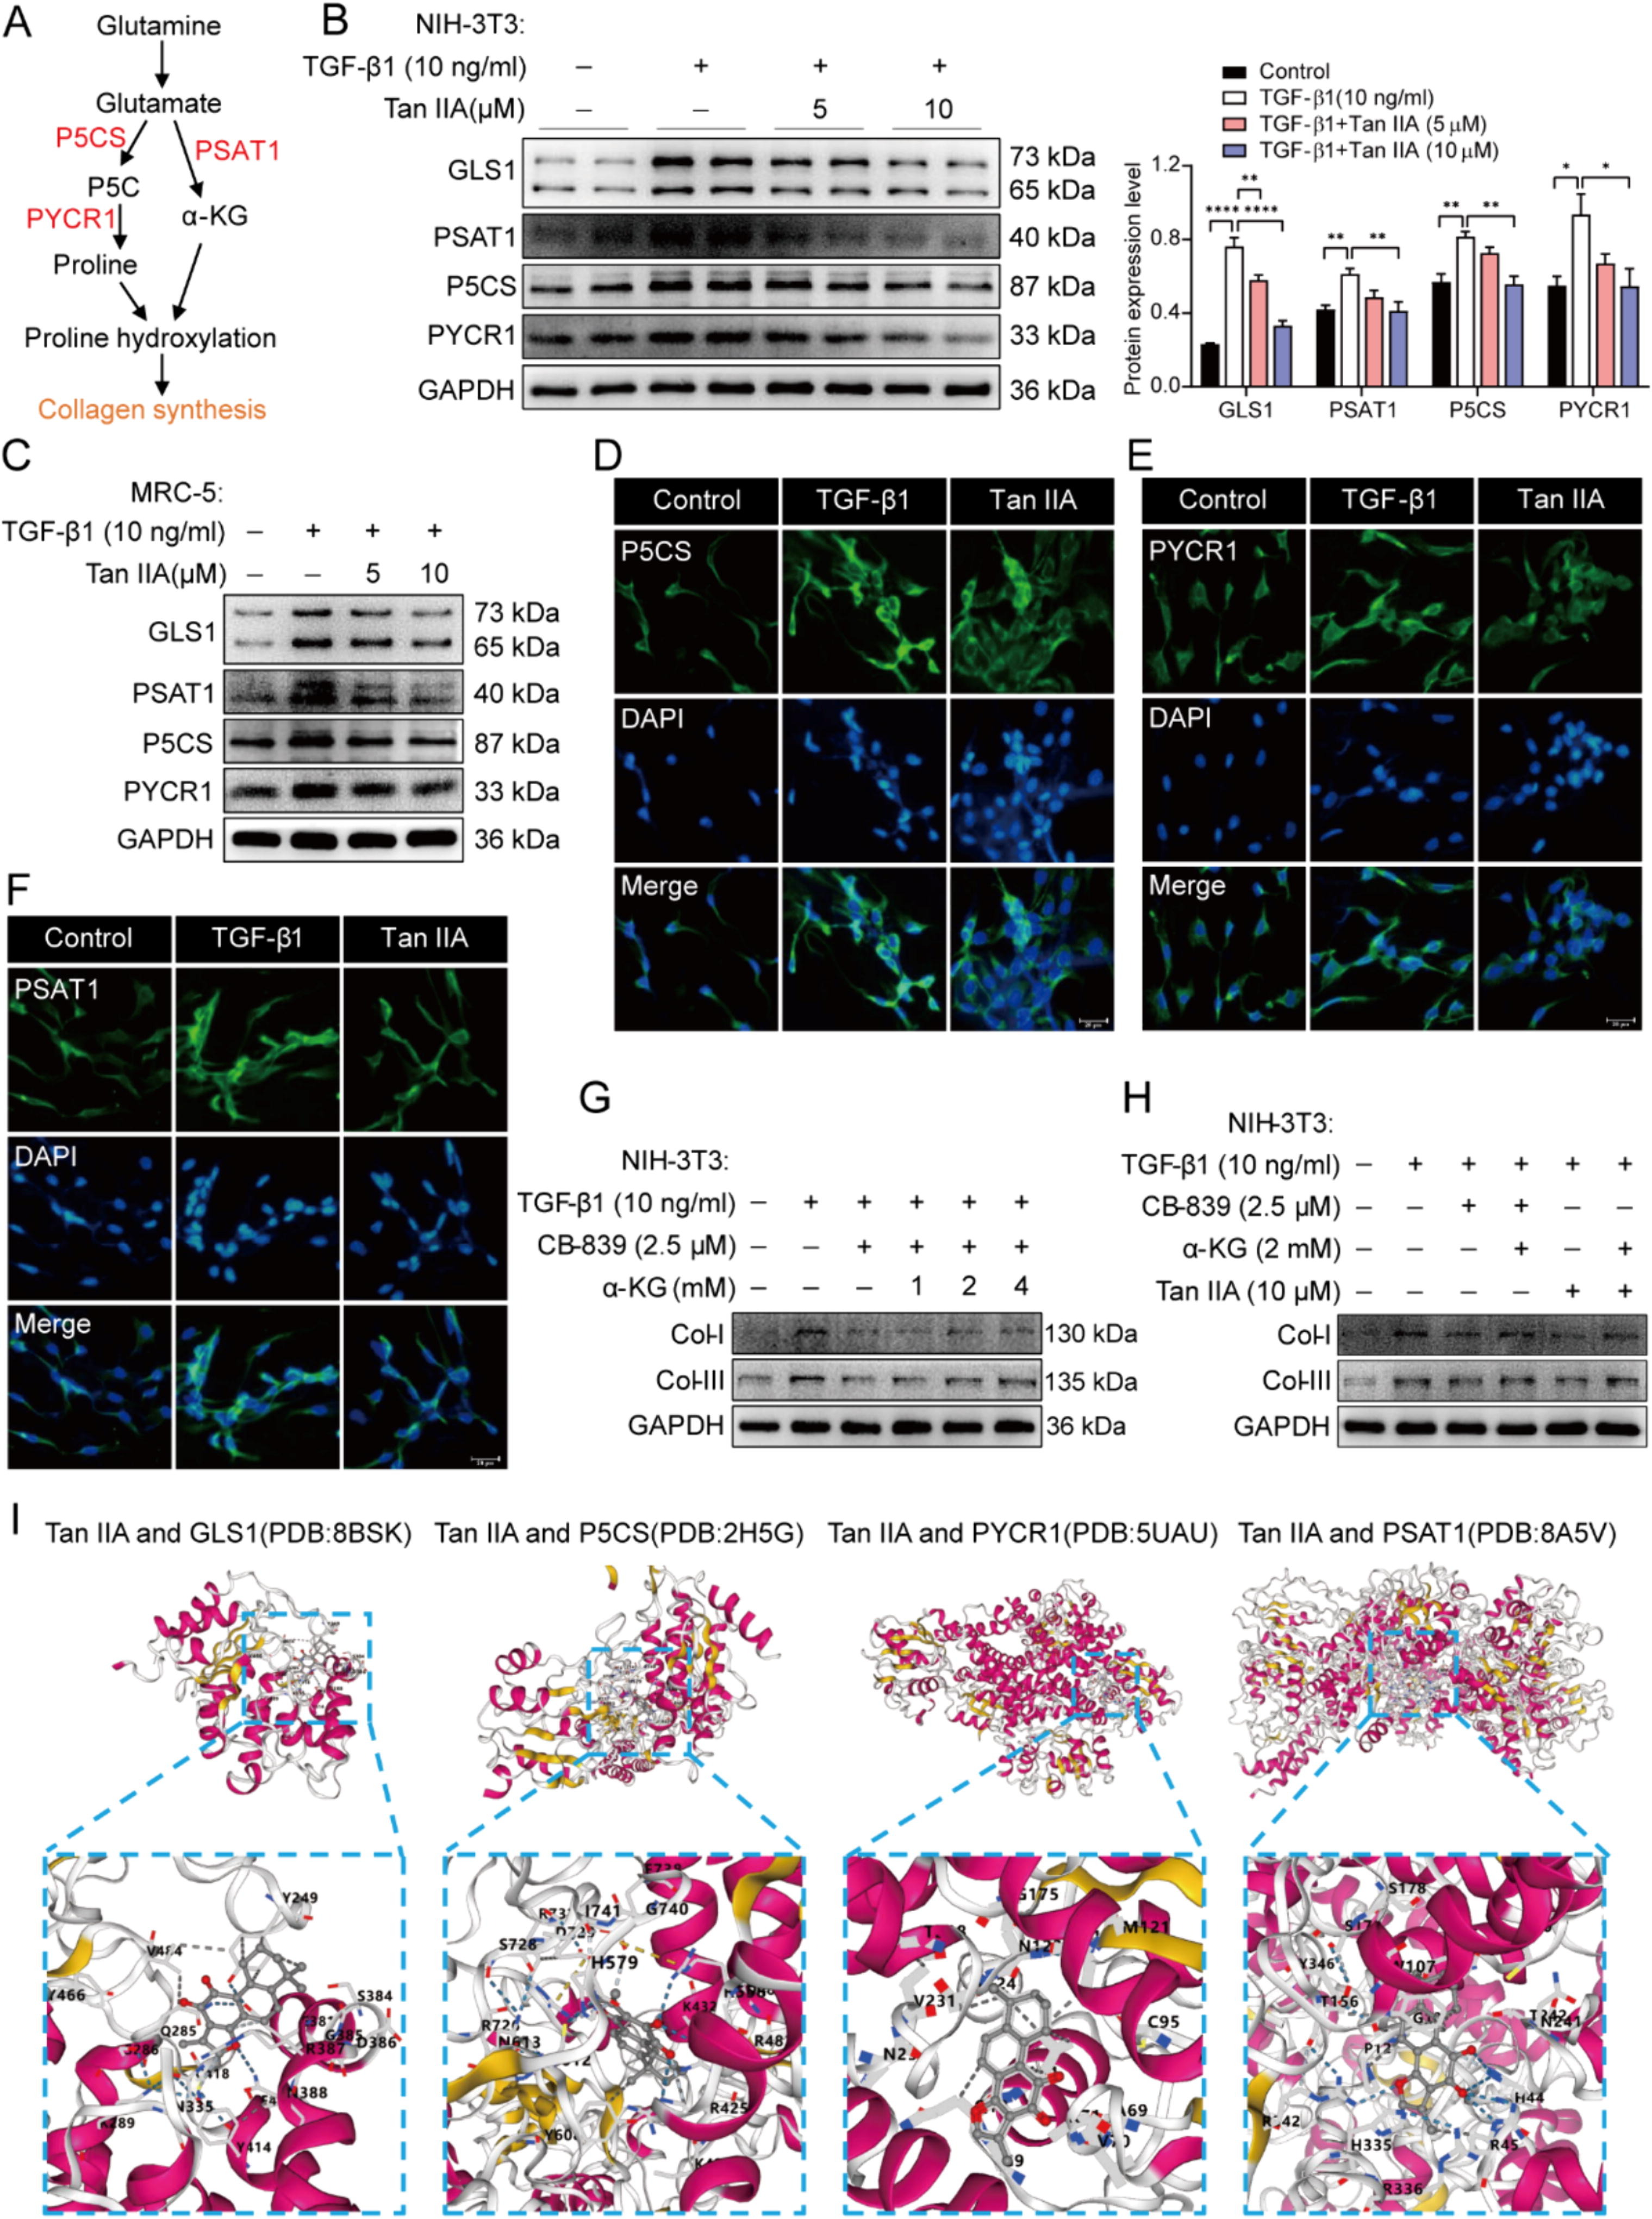 A
Glutamine
Glutamate
P5CS
PSAT1
P5C
PYCR1
α-KG
Proline
Proline hydroxylation
Collagen synthesis
B
NIH-3T3:
TGF-β1 (10 ng/ml) – + + +
Tan IIA(μM) – – 5 10
GLS1 73 kDa
65 kDa
PSAT1 40 kDa
P5CS 87 kDa
PYCR1 33 kDa
GAPDH 36 kDa
Control
TGF-β1(10 ng/ml)
TGF-β1+Tan IIA (5 μM)
TGF-β1+Tan IIA (10 μM)
Protein expression level
1.2
0.8
0.4
0.0
**** **** **
** **
** **
* *
GLS1 PSAT1 P5CS PYCR1
C
MRC-5:
TGF-β1 (10 ng/ml) – + + +
Tan IIA(μM) – – 5 10
GLS1 73 kDa
65 kDa
PSAT1 40 kDa
P5CS 87 kDa
PYCR1 33 kDa
GAPDH 36 kDa
D
Control TGF-β1 Tan IIA
P5CS
DAPI
Merge
E
Control TGF-β1 Tan IIA
PYCR1
DAPI
Merge
F
Control TGF-β1 Tan IIA
PSAT1
DAPI
Merge
G
NIH-3T3:
TGF-β1 (10 ng/ml) – + + + + +
CB-839 (2.5 μM) – – + + + +
α-KG (mM) – – – 1 2 4
Col-I 130 kDa
Col-III 135 kDa
GAPDH 36 kDa
H
NIH-3T3:
TGF-β1 (10 ng/ml) – + + + + +
CB-839 (2.5 μM) – – + + – –
α-KG (2 mM) – – – + – +
Tan IIA (10 μM) – – – – + +
Col-I
Col-III
GAPDH
I
Tan IIA and GLS1(PDB:8BSK)
Tan IIA and P5CS(PDB:2H5G)
Tan IIA and PYCR1(PDB:5UAU)
Tan IIA and PSAT1(PDB:8A5V)
Y249
Y466
S384
Q285
G385
D386
R387
N388
N335
K289
Y414
I741
G740
S728
H579
K432
N613
R425
G175
M121
V231
C95
A69
V70
S178
Y346
V107
T156
N241
P12
H44
H335
R45
R336